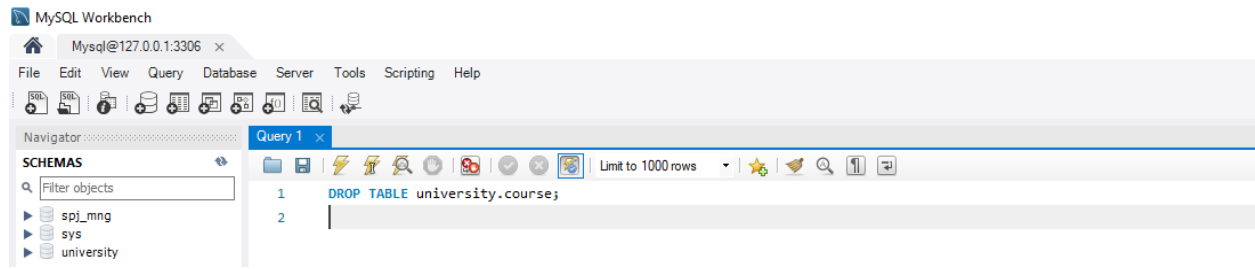 MySQL Workbench
Mysql@127.0.0.1:3306 ×
File Edit View Query Database Server Tools Scripting Help
Navigator
Query 1 ×
SCHEMAS
Limit to 1000 rows
Filter objects
spj_mng
sys
university
1 DROP TABLE university.course;
2